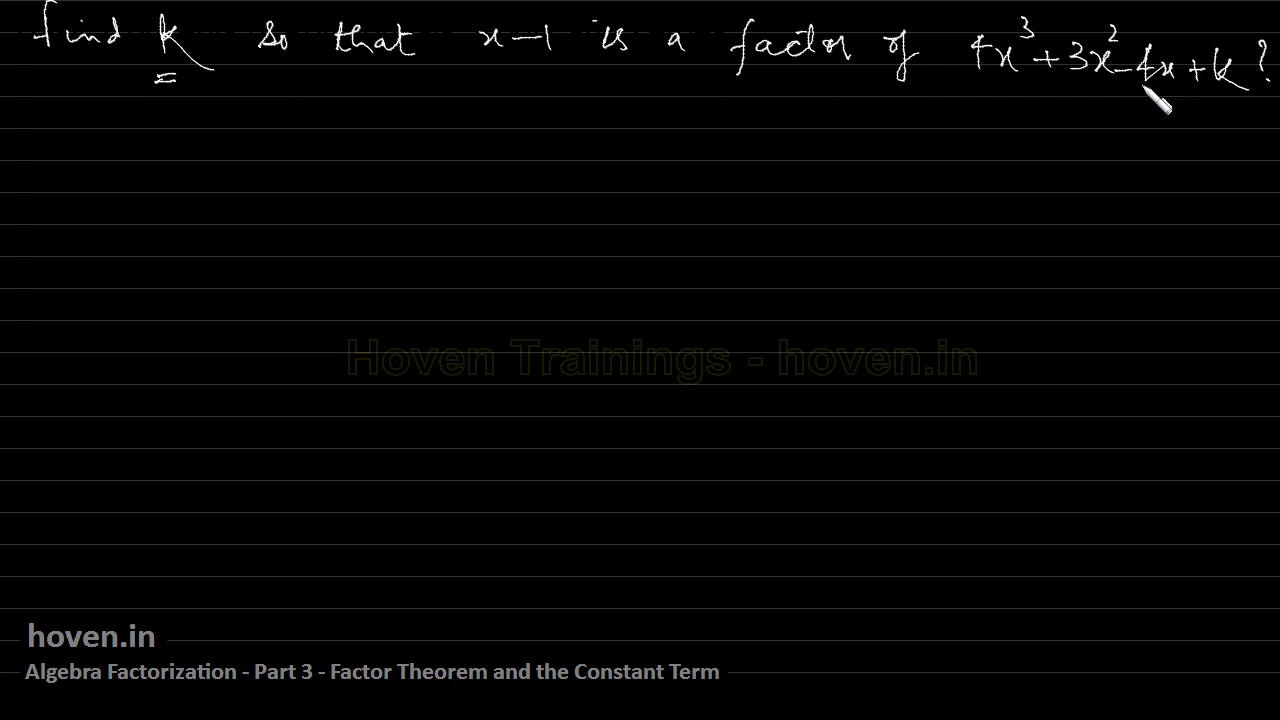 find k so that x-1 is a factor of 4x³+3x²-4x+k?
Hoven Trainings - hoven.in
hoven.in
Algebra Factorization - Part 3 - Factor Theorem and the Constant Term